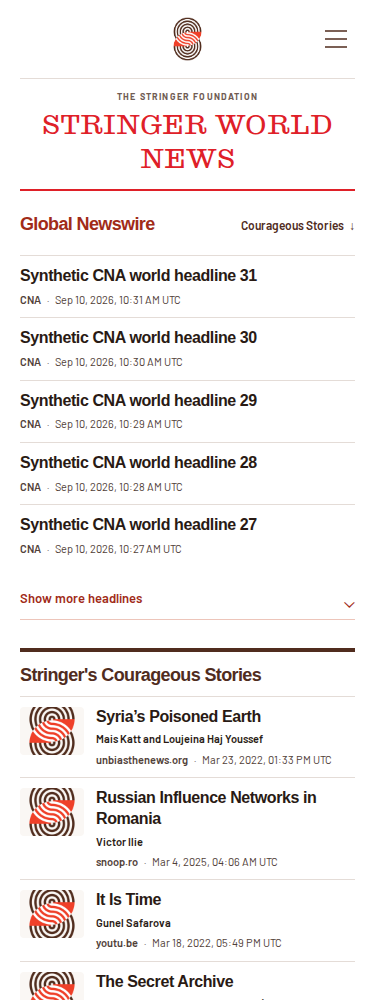 THE STRINGER FOUNDATION
STRINGER WORLD
NEWS
Global Newswire
Courageous Stories ↓
Synthetic CNA world headline 31
CNA · Sep 10, 2026, 10:31 AM UTC
Synthetic CNA world headline 30
CNA · Sep 10, 2026, 10:30 AM UTC
Synthetic CNA world headline 29
CNA · Sep 10, 2026, 10:29 AM UTC
Synthetic CNA world headline 28
CNA · Sep 10, 2026, 10:28 AM UTC
Synthetic CNA world headline 27
CNA · Sep 10, 2026, 10:27 AM UTC
Show more headlines
Stringer's Courageous Stories
Syria’s Poisoned Earth
Mais Katt and Loujeina Haj Youssef
unbiasthenews.org · Mar 23, 2022, 01:33 PM UTC
Russian Influence Networks in
Romania
Victor Ilie
snoop.ro · Mar 4, 2025, 04:06 AM UTC
It Is Time
Gunel Safarova
youtu.be · Mar 18, 2022, 05:49 PM UTC
The Secret Archive